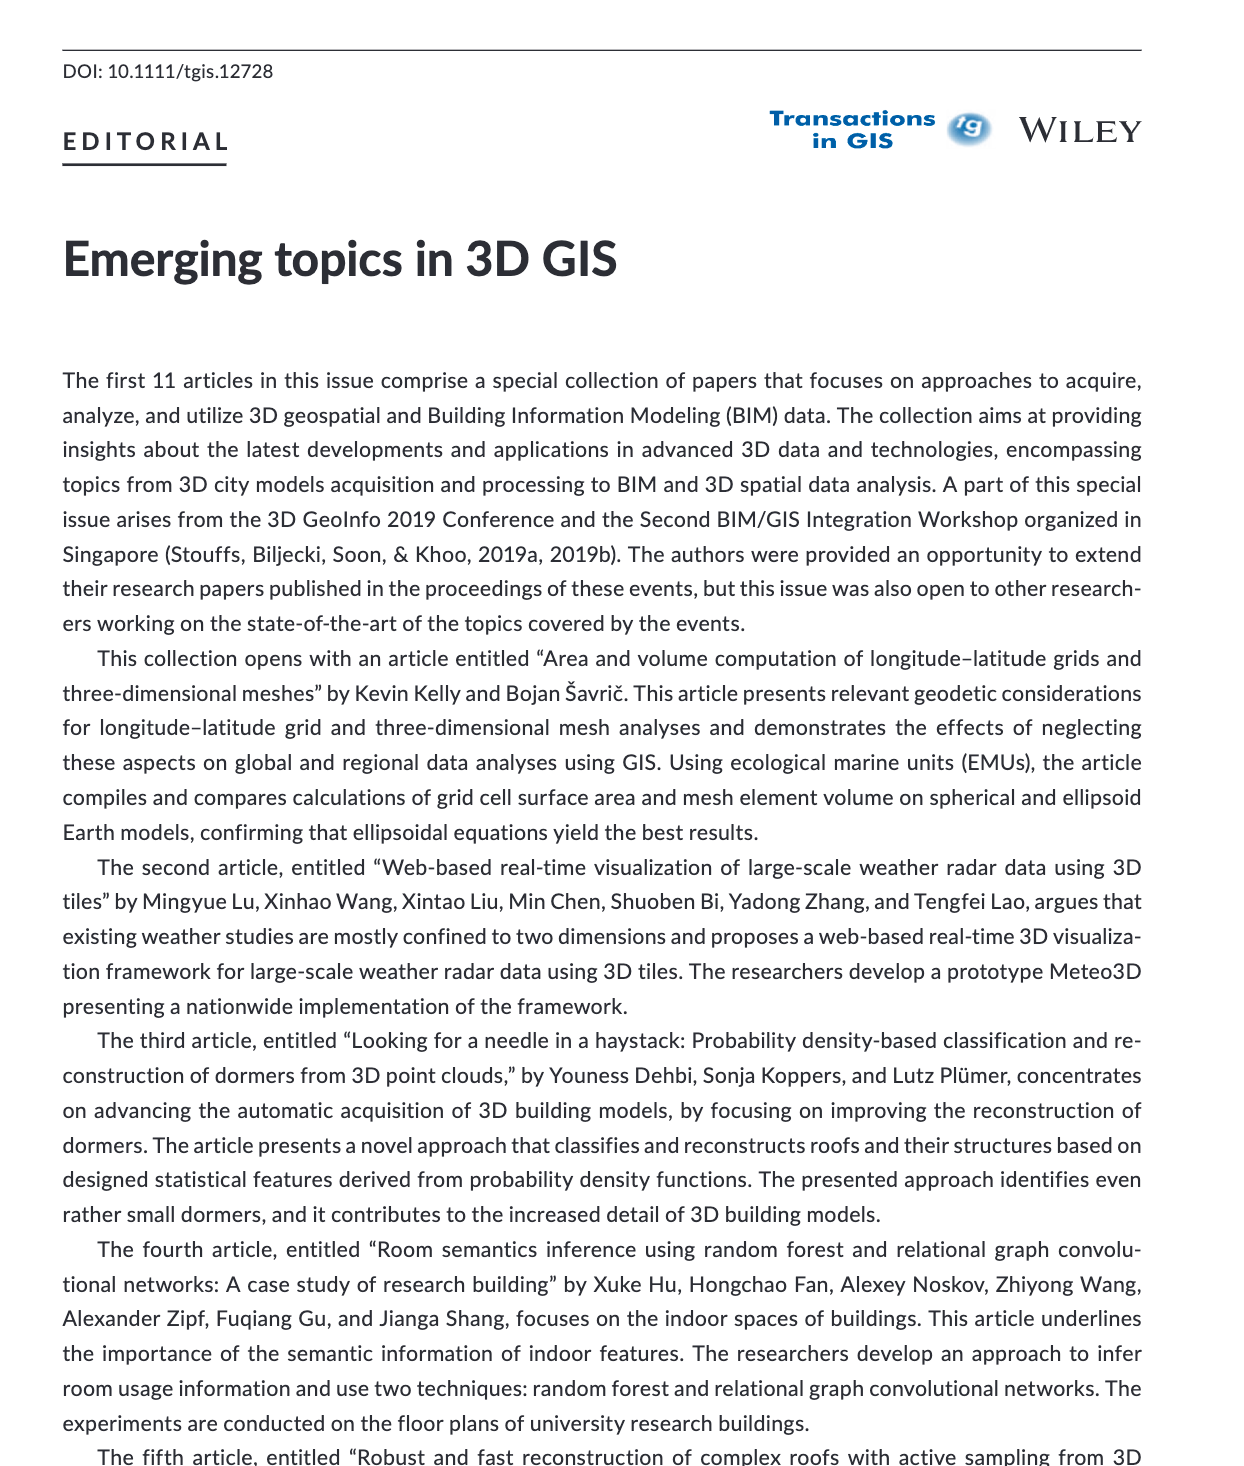 DOI: 10.1111/tgis.12728
EDITORIAL
Transactions
in GIS
tg
WILEY
Emerging topics in 3D GIS
The first 11 articles in this issue comprise a special collection of papers that focuses on approaches to acquire,
analyze, and utilize 3D geospatial and Building Information Modeling (BIM) data. The collection aims at providing
insights about the latest developments and applications in advanced 3D data and technologies, encompassing
topics from 3D city models acquisition and processing to BIM and 3D spatial data analysis. A part of this special
issue arises from the 3D GeoInfo 2019 Conference and the Second BIM/GIS Integration Workshop organized in
Singapore (Stouffs, Biljecki, Soon, & Khoo, 2019a, 2019b). The authors were provided an opportunity to extend
their research papers published in the proceedings of these events, but this issue was also open to other research-
ers working on the state-of-the-art of the topics covered by the events.
This collection opens with an article entitled “Area and volume computation of longitude–latitude grids and
three-dimensional meshes” by Kevin Kelly and Bojan Šavrič. This article presents relevant geodetic considerations
for longitude–latitude grid and three-dimensional mesh analyses and demonstrates the effects of neglecting
these aspects on global and regional data analyses using GIS. Using ecological marine units (EMUs), the article
compiles and compares calculations of grid cell surface area and mesh element volume on spherical and ellipsoid
Earth models, confirming that ellipsoidal equations yield the best results.
The second article, entitled “Web-based real-time visualization of large-scale weather radar data using 3D
tiles” by Mingyue Lu, Xinhao Wang, Xintao Liu, Min Chen, Shuoben Bi, Yadong Zhang, and Tengfei Lao, argues that
existing weather studies are mostly confined to two dimensions and proposes a web-based real-time 3D visualiza-
tion framework for large-scale weather radar data using 3D tiles. The researchers develop a prototype Meteo3D
presenting a nationwide implementation of the framework.
The third article, entitled “Looking for a needle in a haystack: Probability density-based classification and re-
construction of dormers from 3D point clouds,” by Youness Dehbi, Sonja Koppers, and Lutz Plümer, concentrates
on advancing the automatic acquisition of 3D building models, by focusing on improving the reconstruction of
dormers. The article presents a novel approach that classifies and reconstructs roofs and their structures based on
designed statistical features derived from probability density functions. The presented approach identifies even
rather small dormers, and it contributes to the increased detail of 3D building models.
The fourth article, entitled “Room semantics inference using random forest and relational graph convolu-
tional networks: A case study of research building” by Xuke Hu, Hongchao Fan, Alexey Noskov, Zhiyong Wang,
Alexander Zipf, Fuqiang Gu, and Jianga Shang, focuses on the indoor spaces of buildings. This article underlines
the importance of the semantic information of indoor features. The researchers develop an approach to infer
room usage information and use two techniques: random forest and relational graph convolutional networks. The
experiments are conducted on the floor plans of university research buildings.
The fifth article, entitled “Robust and fast reconstruction of complex roofs with active sampling from 3D